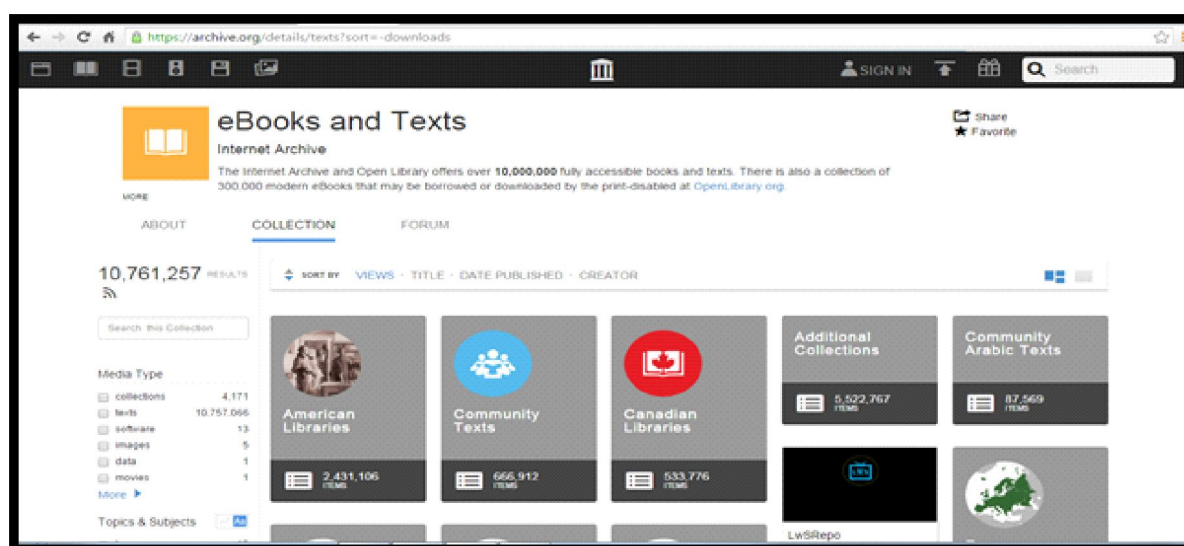 https://archive.org/details/texts?sort=-downloads
SIGN IN
Search
eBooks and Texts
Internet Archive
The Internet Archive and Open Library offers over 10,000,000 fully accessible books and texts. There is also a collection of
300,000 modern eBooks that may be borrowed or downloaded by the print-disabled at OpenLibrary.org.
Share
Favorite
MORE
ABOUT
COLLECTION
FORUM
10,761,257 RESULTS
SORT BY VIEWS · TITLE · DATE PUBLISHED · CREATOR
Search this Collection
Media Type
collections 4,171
texts 10,757,066
software 13
images 5
data 1
movies 1
More
Topics & Subjects
American
Libraries
2,431,106
ITEMS
Community
Texts
666,912
ITEMS
Canadian
Libraries
533,776
ITEMS
Additional
Collections
5,522,767
ITEMS
Community
Arabic Texts
87,569
ITEMS
LwSRepo